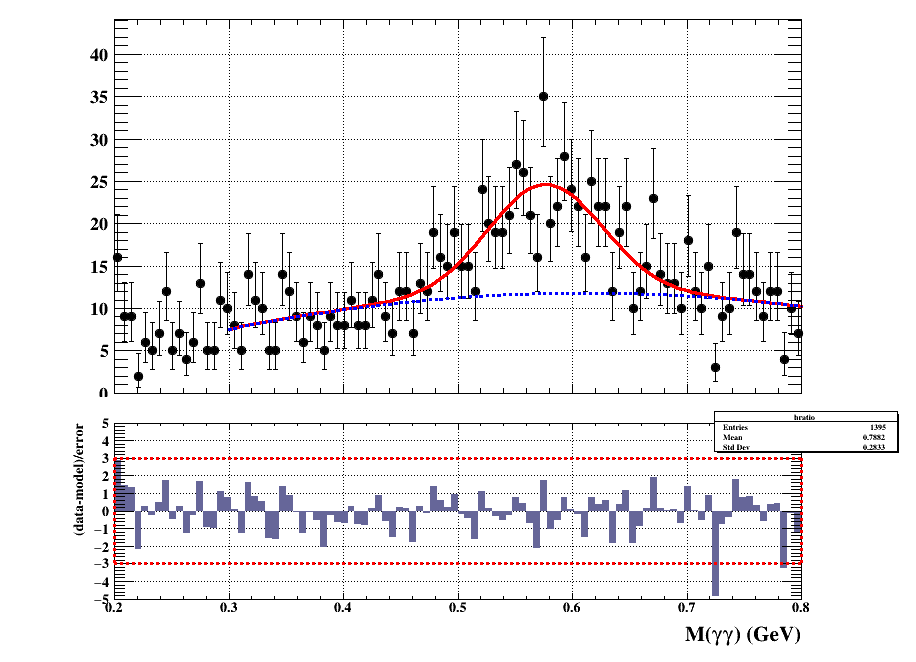 40
35
30
25
20
15
10
5
0
hratio
Entries 1395
Mean 0.7882
Std Dev 0.2833
(data-model)/error
5
4
3
2
1
0
−1
−2
−3
−4
−5
0.2 0.3 0.4 0.5 0.6 0.7 0.8
M(γγ) (GeV)